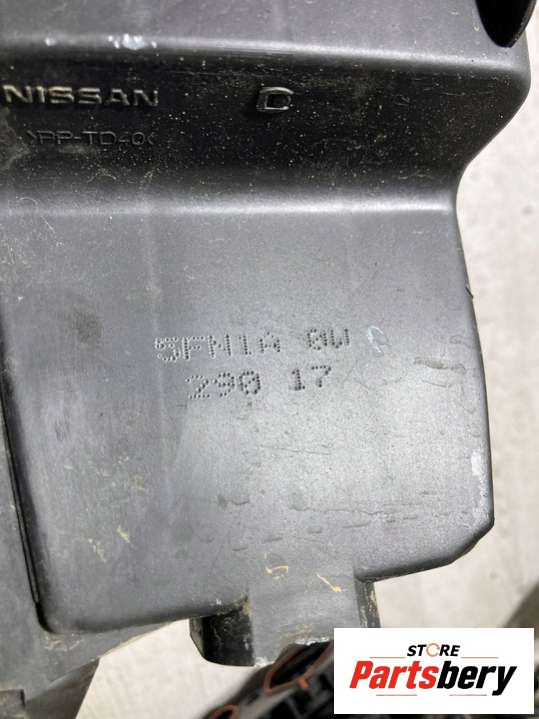 NISSAN D
>PP-TD40<
5FN1A 0W
290 17
STORE
Partsbery